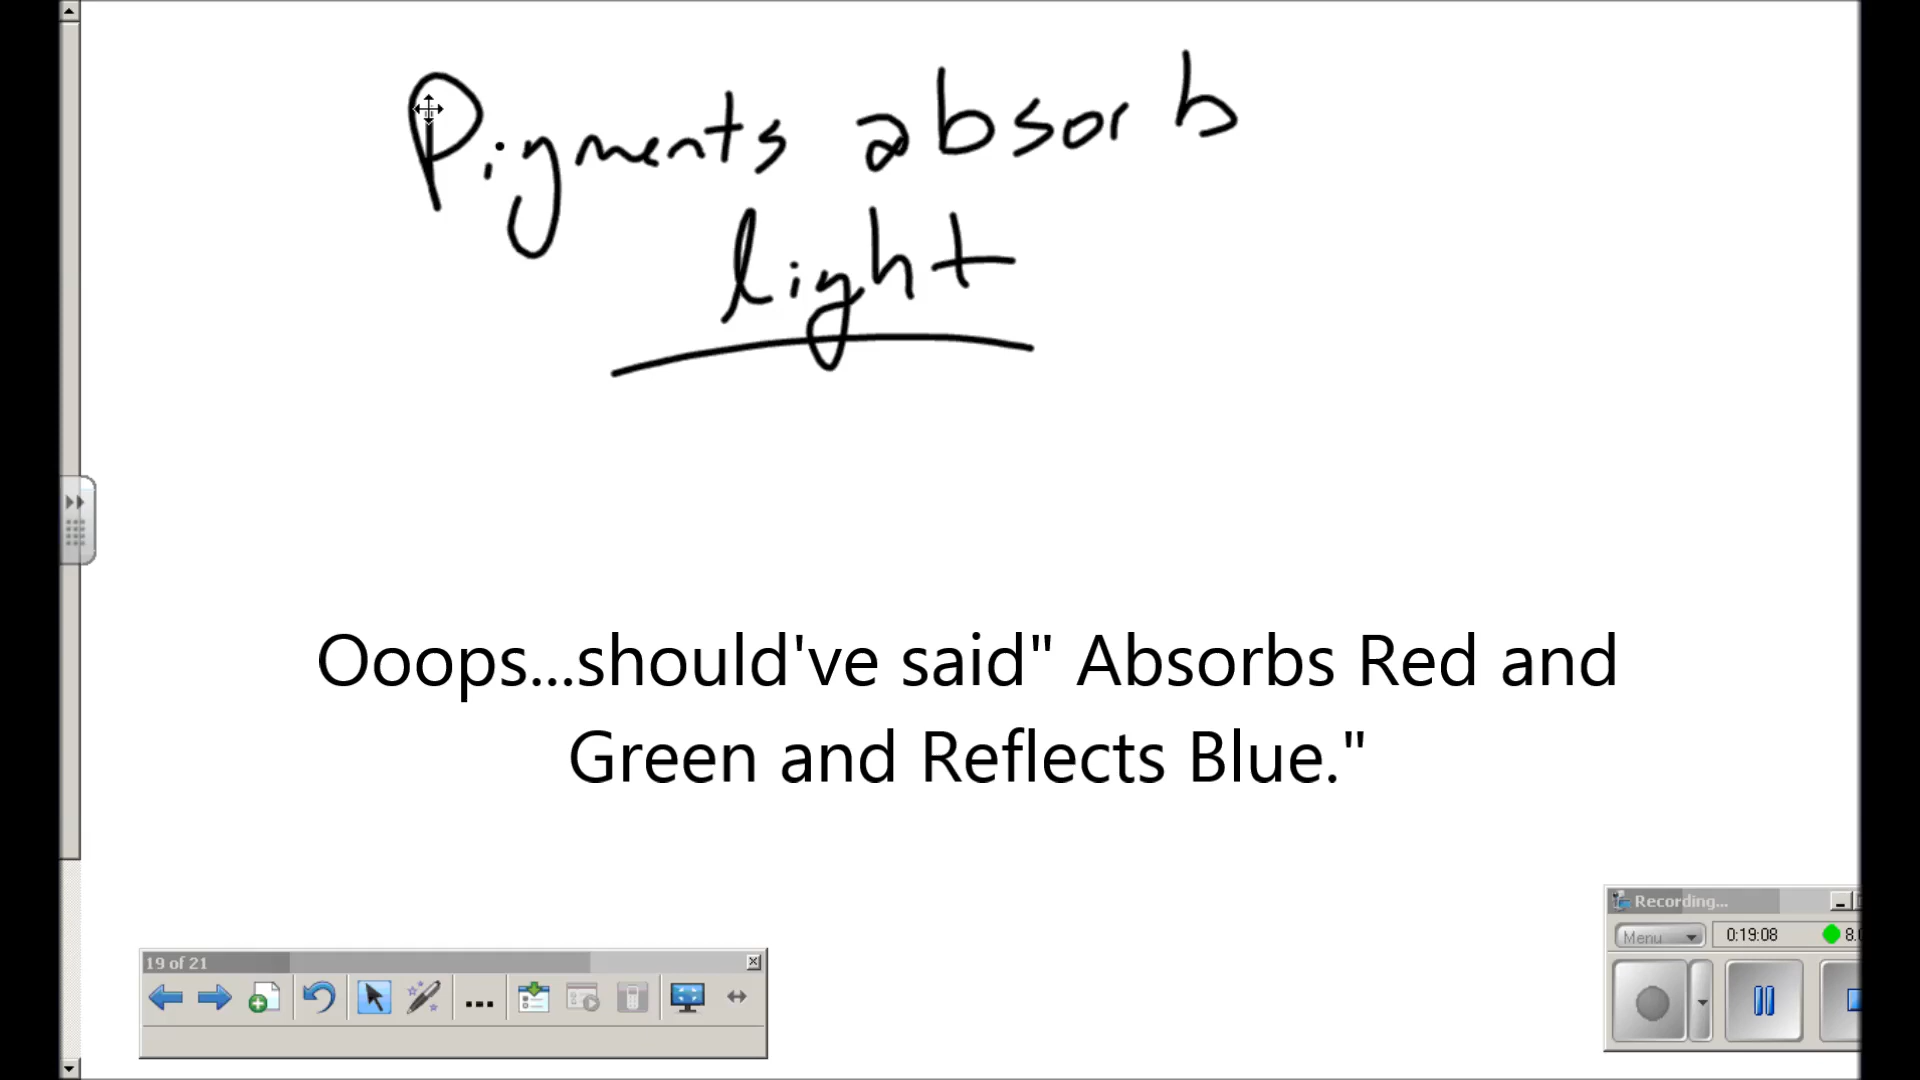 Pigments absorb
light
Ooops...should've said" Absorbs Red and
Green and Reflects Blue."
Recording...
Menu 0:19:08
19 of 21